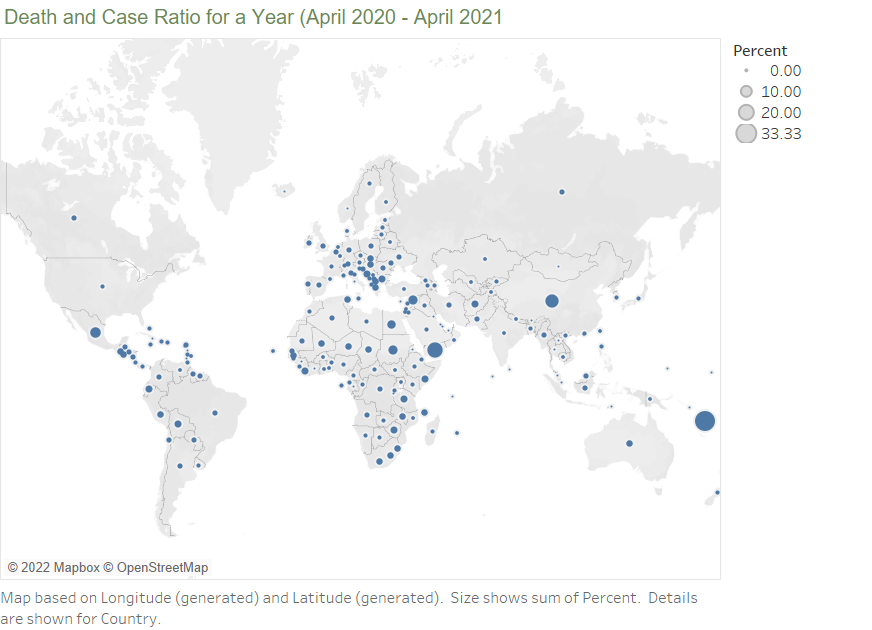 Death and Case Ratio for a Year (April 2020 - April 2021
Percent
0.00
10.00
20.00
33.33
© 2022 Mapbox © OpenStreetMap
Map based on Longitude (generated) and Latitude (generated).  Size shows sum of Percent.  Details
are shown for Country.